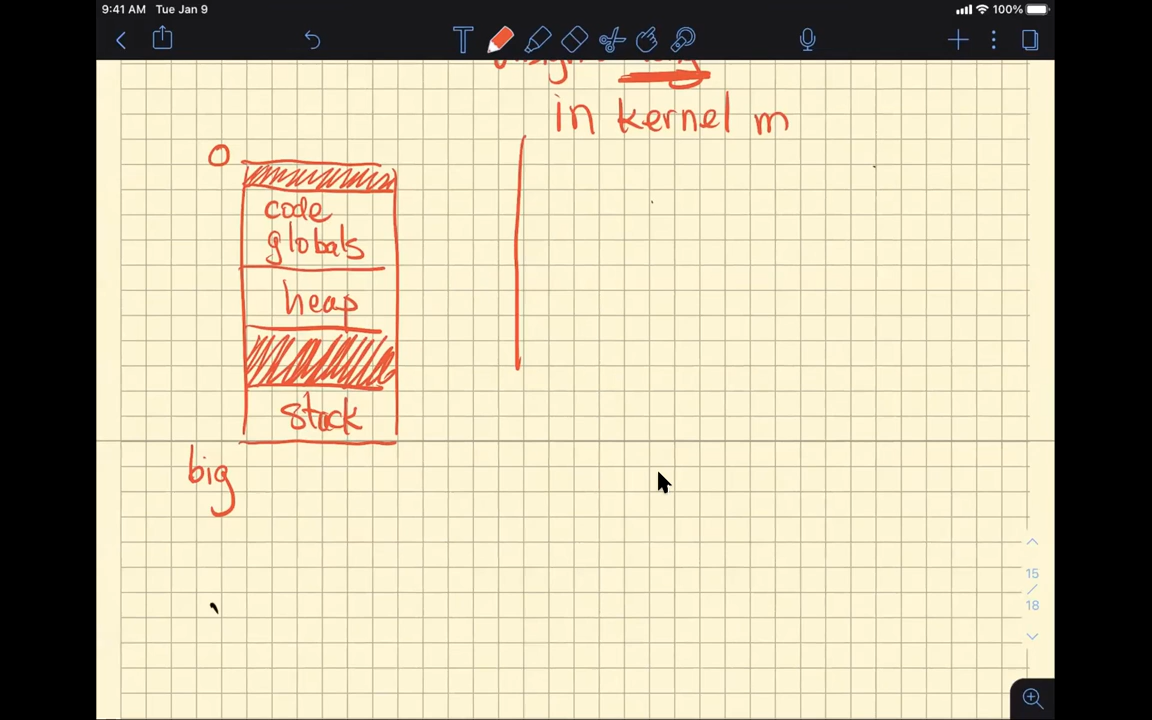 9:41 AM Tue Jan 9
100%
T
in kernel m
0
code
globals
heap
stack
big
15
/
18